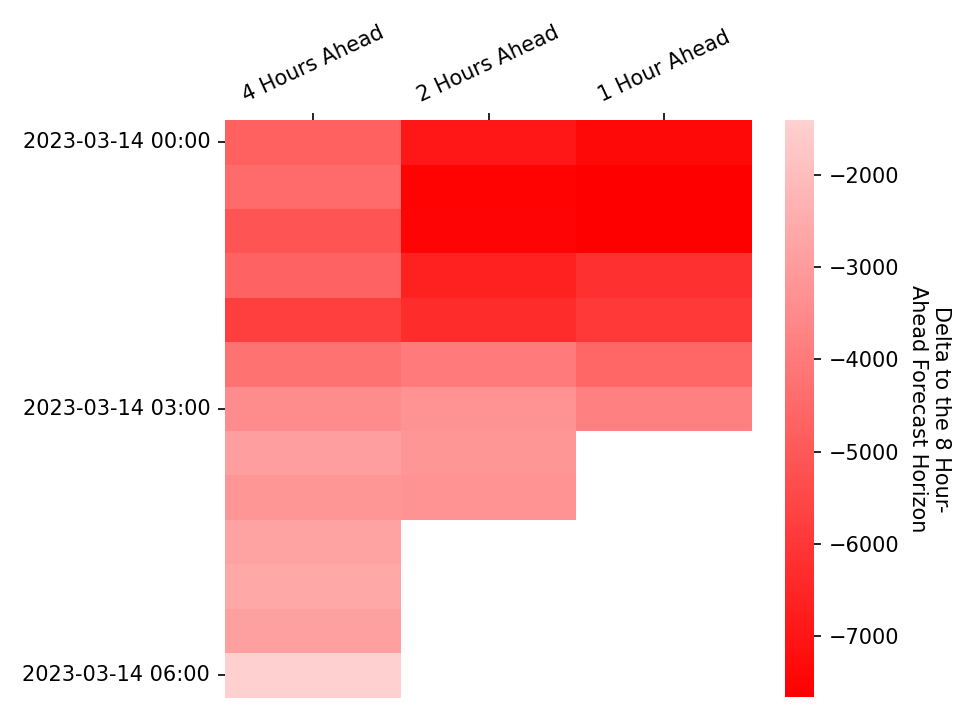 4 Hours Ahead
2 Hours Ahead
1 Hour Ahead
2023-03-14 00:00
2023-03-14 03:00
2023-03-14 06:00
−2000
−3000
−4000
−5000
−6000
−7000
Delta to the 8 Hour-
Ahead Forecast Horizon